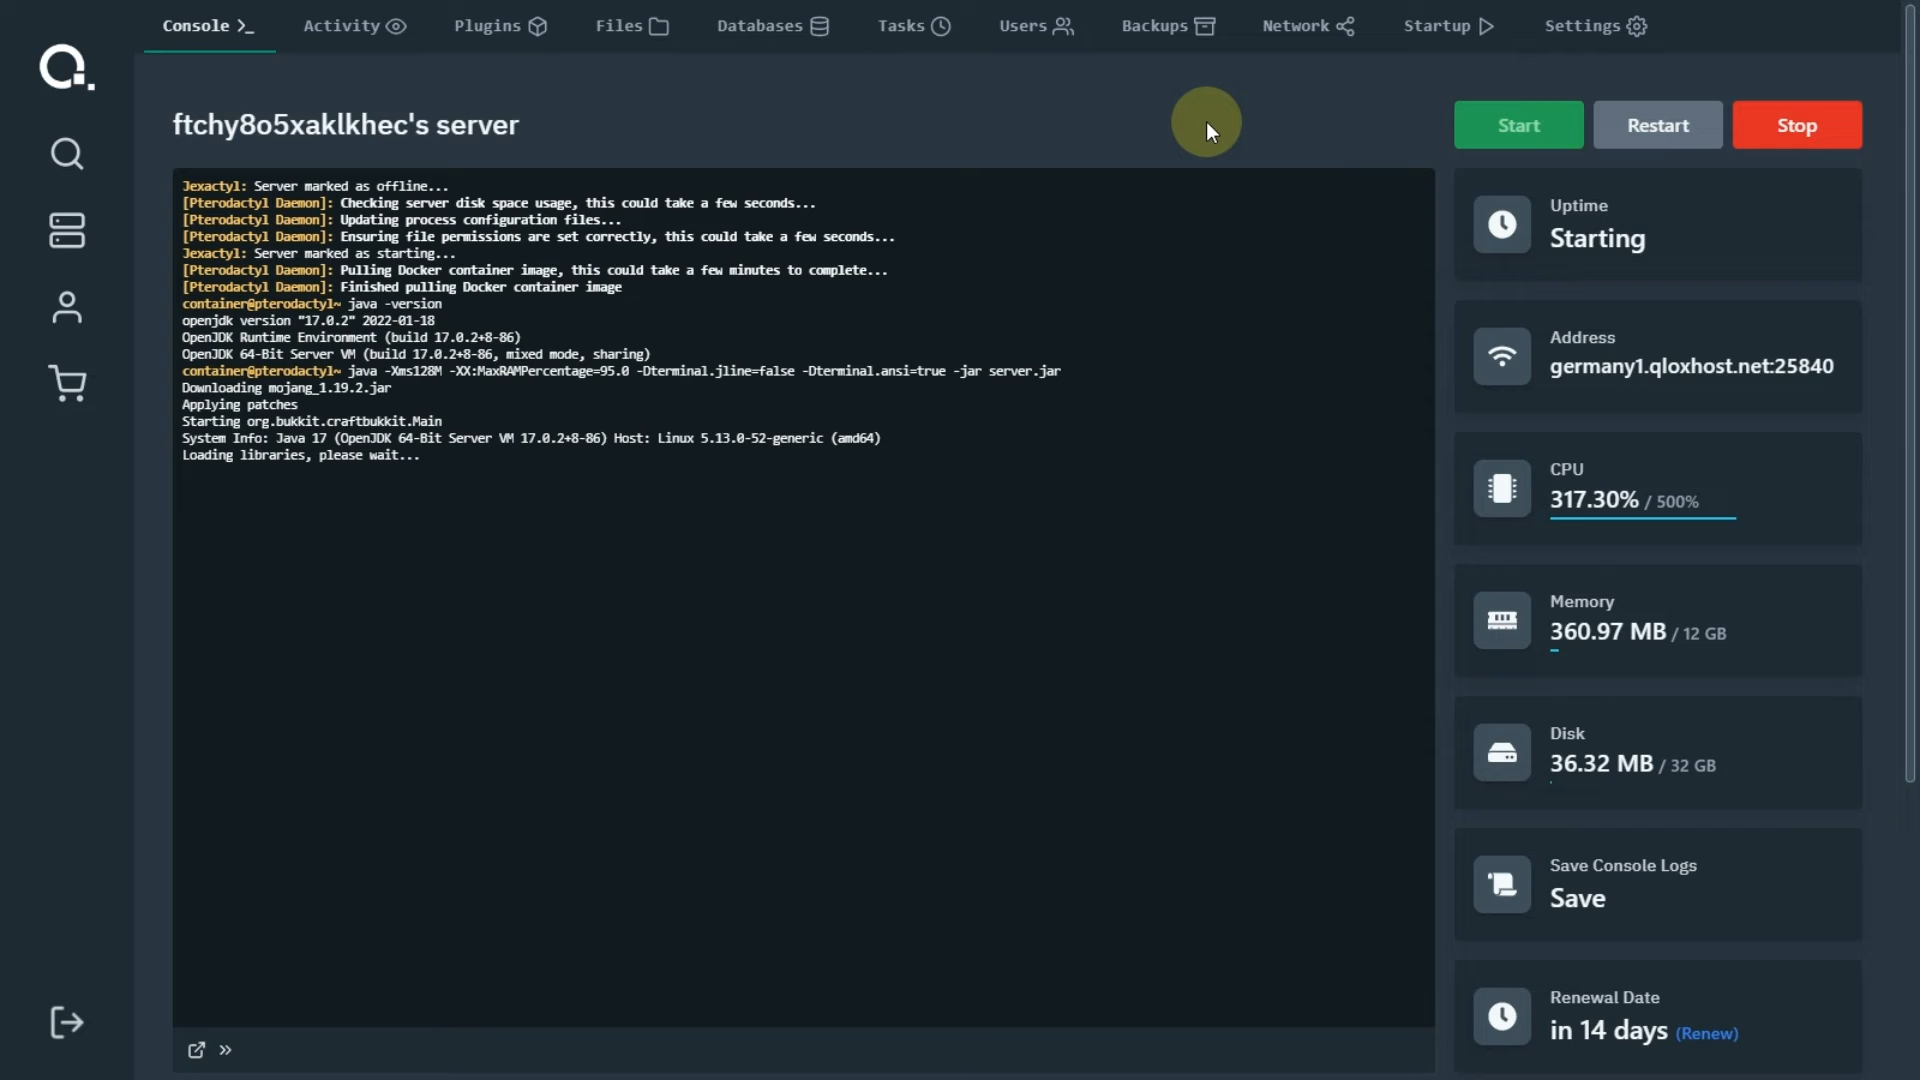 Console
Activity
Plugins
Files
Databases
Tasks
Users
Backups
Network
Startup
Settings
ftchy8o5xaklkhec's server
Start
Restart
Stop
Jexactyl: Server marked as offline...
[Pterodactyl Daemon]: Checking server disk space usage, this could take a few seconds...
[Pterodactyl Daemon]: Updating process configuration files...
[Pterodactyl Daemon]: Ensuring file permissions are set correctly, this could take a few seconds...
Jexactyl: Server marked as starting...
[Pterodactyl Daemon]: Pulling Docker container image, this could take a few minutes to complete...
[Pterodactyl Daemon]: Finished pulling Docker container image
container@pterodactyl~ java -version
openjdk version "17.0.2" 2022-01-18
OpenJDK Runtime Environment (build 17.0.2+8-86)
OpenJDK 64-Bit Server VM (build 17.0.2+8-86, mixed mode, sharing)
container@pterodactyl~ java -Xms128M -XX:MaxRAMPercentage=95.0 -Dterminal.jline=false -Dterminal.ansi=true -jar server.jar
Downloading mojang_1.19.2.jar
Applying patches
Starting org.bukkit.craftbukkit.Main
System Info: Java 17 (OpenJDK 64-Bit Server VM 17.0.2+8-86) Host: Linux 5.13.0-52-generic (amd64)
Loading libraries, please wait...
Uptime
Starting
Address
germany1.qloxhost.net:25840
CPU
317.30% / 500%
Memory
360.97 MB / 12 GB
Disk
36.32 MB / 32 GB
Save Console Logs
Save
Renewal Date
in 14 days (Renew)